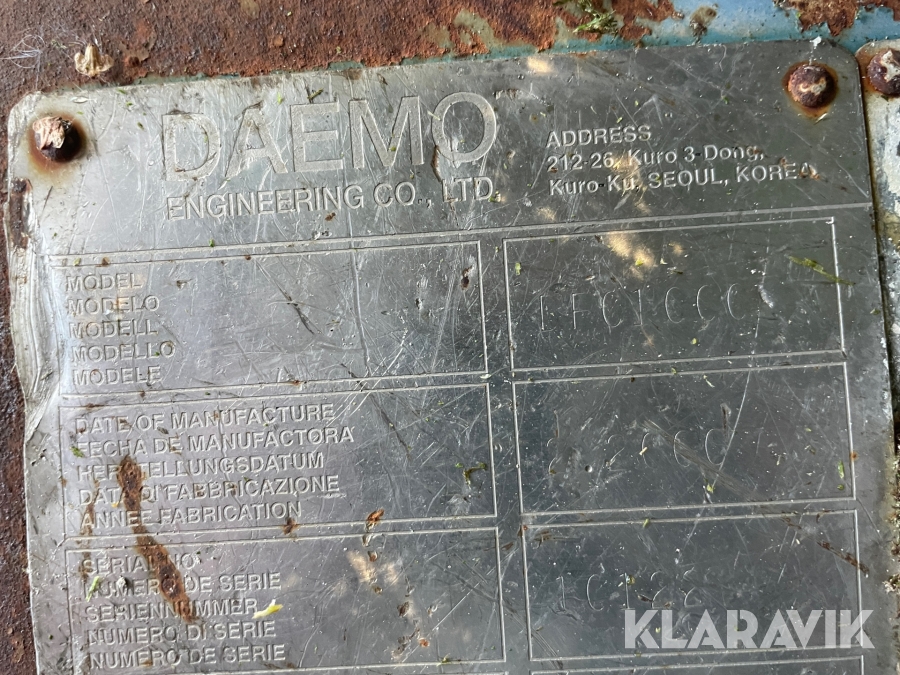 DAEMO
ENGINEERING CO., LTD.
ADDRESS
212-26, Kuro 3-Dong,
Kuro-Ku, SEOUL, KOREA
MODEL
MODELO
MODELL
MODELLO
MODELE
DATE OF MANUFACTURE
FECHA DE MANUFACTORA
HERSTELLUNGSDATUM
DATA DI FABBRICAZIONE
ANNEE FABRICATION
SERIAL NO
NUMERO DE SERIE
SERIENNUMMER
NUMERO DI SERIE
NUMERO DE SERIE
KLARAVIK